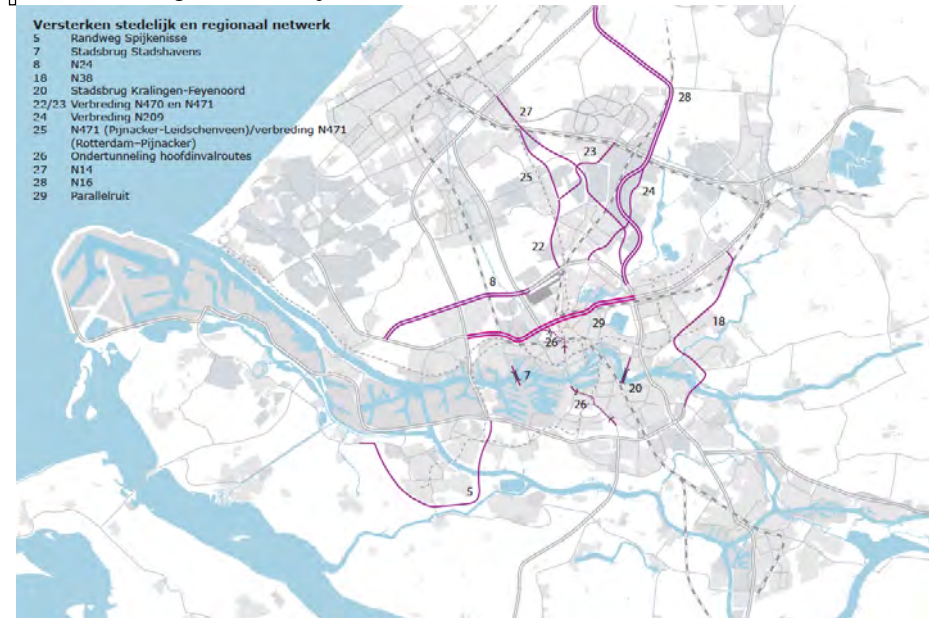 Versterken stedelijk en regionaal netwerk
5 Randweg Spijkenisse
7 Stadsbrug Stadshavens
8 N24
18 N38
20 Stadsbrug Kralingen-Feyenoord
22/23 Verbreding N470 en N471
24 Verbreding N209
25 N471 (Pijnacker-Leidschenveen)/verbreding N471
(Rotterdam-Pijnacker)
26 Ondertunneling hoofdinvalroutes
27 N14
28 N16
29 Parallelruit
28
27
23
25
24
22
8
18
29
26
7
20
26
5